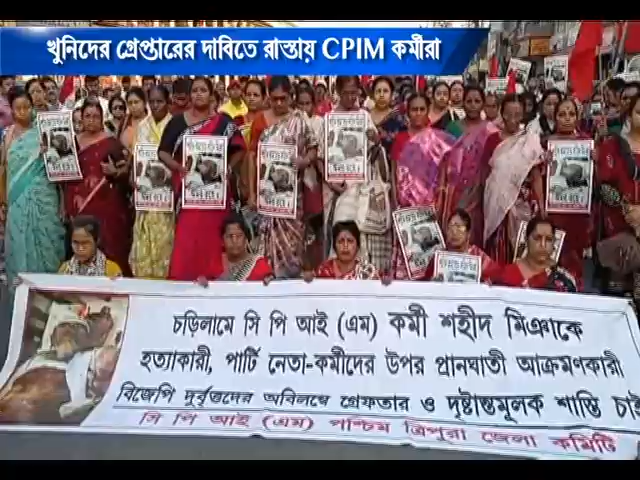 খুনিদের গ্রেপ্তারের দাবিতে রাস্তায় CPIM কর্মীরা
চড়িলামে সি পি আই (এম) কর্মী শহীদ মিঞাকে
হত্যাকারী, পার্টি নেতা-কর্মীদের উপর প্রানঘাতী আক্রমণকারী
বিজেপি দুর্বৃত্তদের অবিলম্বে গ্রেফতার ও দৃষ্টান্তমূলক শাস্তি চাই
সি পি আই (এম) পশ্চিম ত্রিপুরা জেলা কমিটি